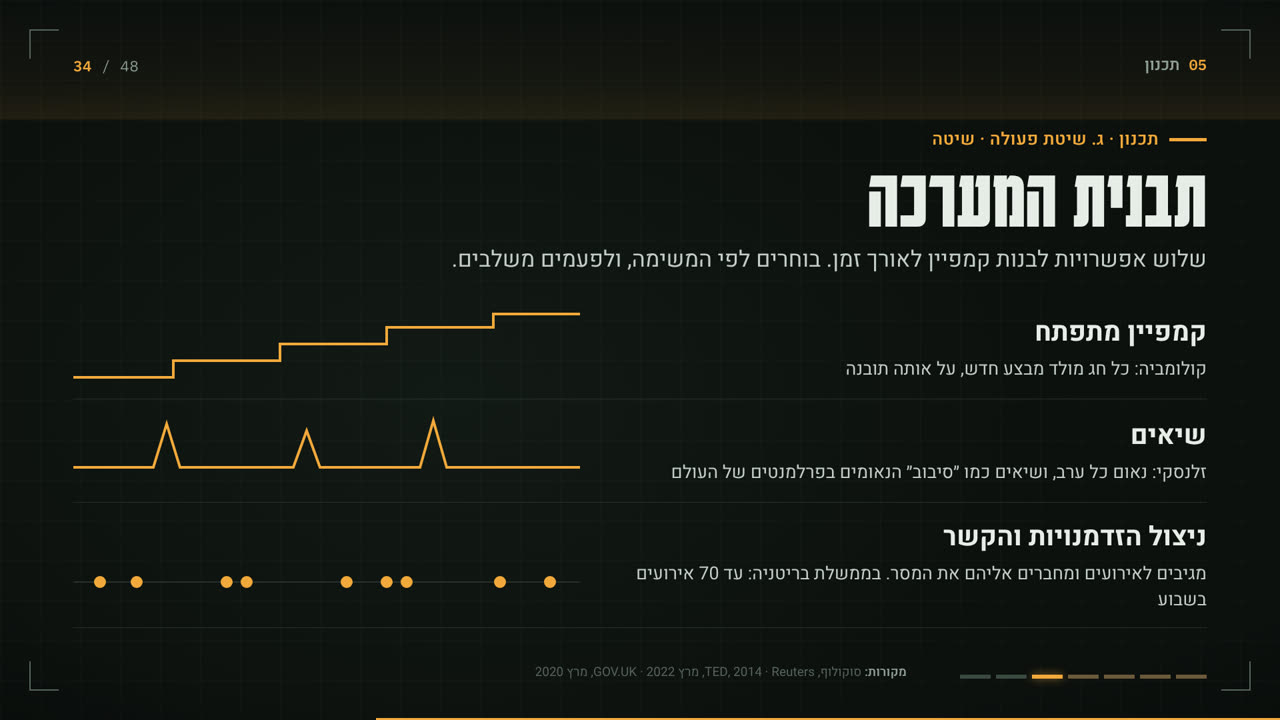 05 תכנון
34 / 48
תכנון · ג. שיטת פעולה · שיטה
תבנית המערכה
שלוש אפשרויות לבנות קמפיין לאורך זמן. בוחרים לפי המשימה, ולפעמים משלבים.
קמפיין מתפתח
קולומביה: כל חג מולד מבצע חדש, על אותה תובנה
שיאים
זלנסקי: נאום כל ערב, ושיאים כמו "סיבוב" הנאומים בפרלמנטים של העולם
ניצול הזדמנויות והקשר
מגיבים לאירועים ומחברים אליהם את המסר. בממשלת בריטניה: עד 70 אירועים
בשבוע
מקורות: סוקולוף, TED, 2014 · Reuters, מרץ 2022 · GOV.UK, מרץ 2020